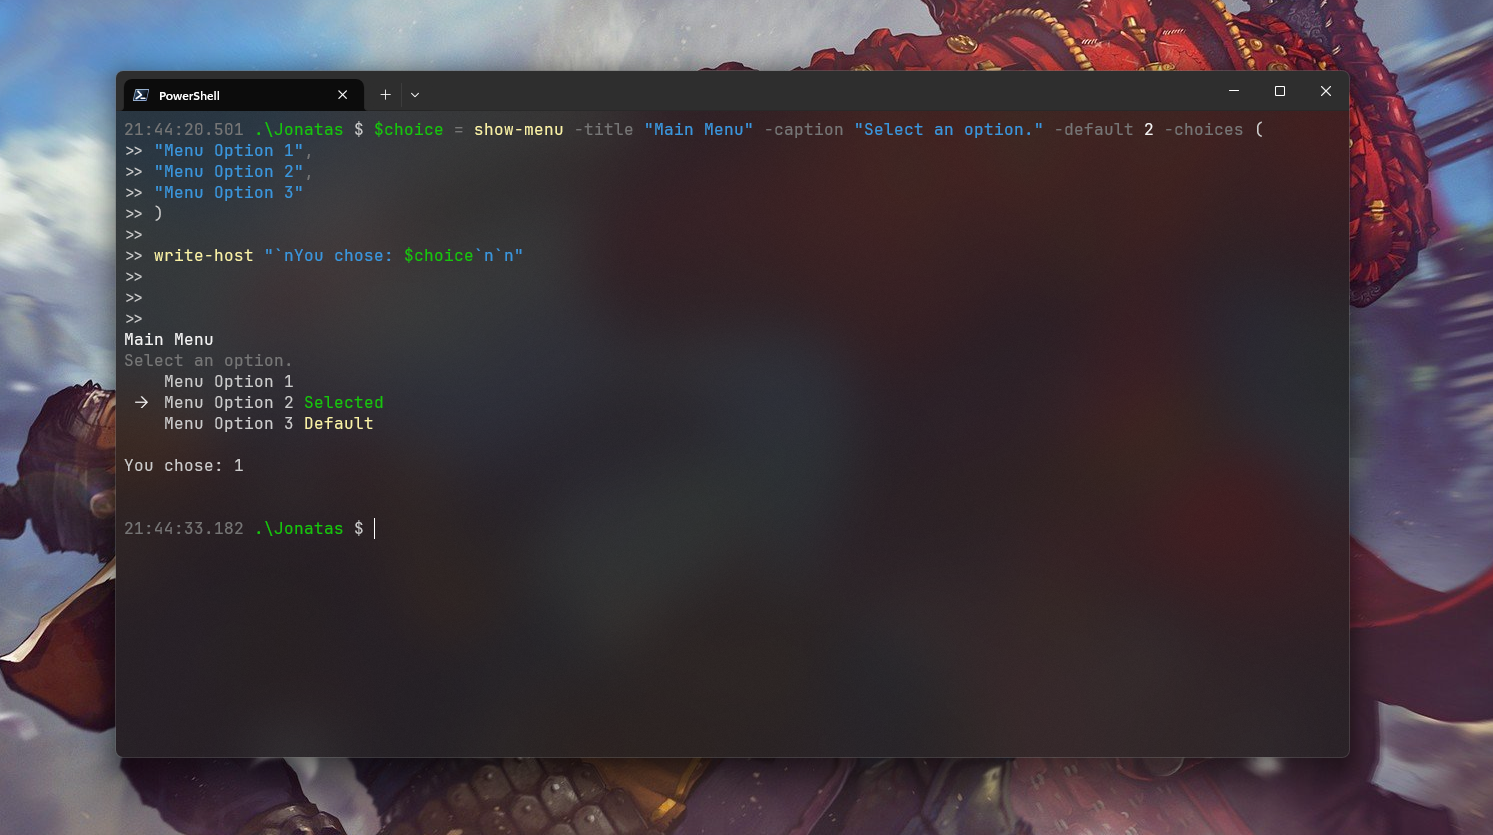 PowerShell
21:44:20.501 .\Jonatas $ $choice = show-menu -title "Main Menu" -caption "Select an option." -default 2 -choices (
>> "Menu Option 1",
>> "Menu Option 2",
>> "Menu Option 3"
>> )
>>
>> write-host "`nYou chose: $choice`n`n"
>>
>>
>>
Main Menu
Select an option.
Menu Option 1
→ Menu Option 2 Selected
Menu Option 3 Default
You chose: 1
21:44:33.182 .\Jonatas $